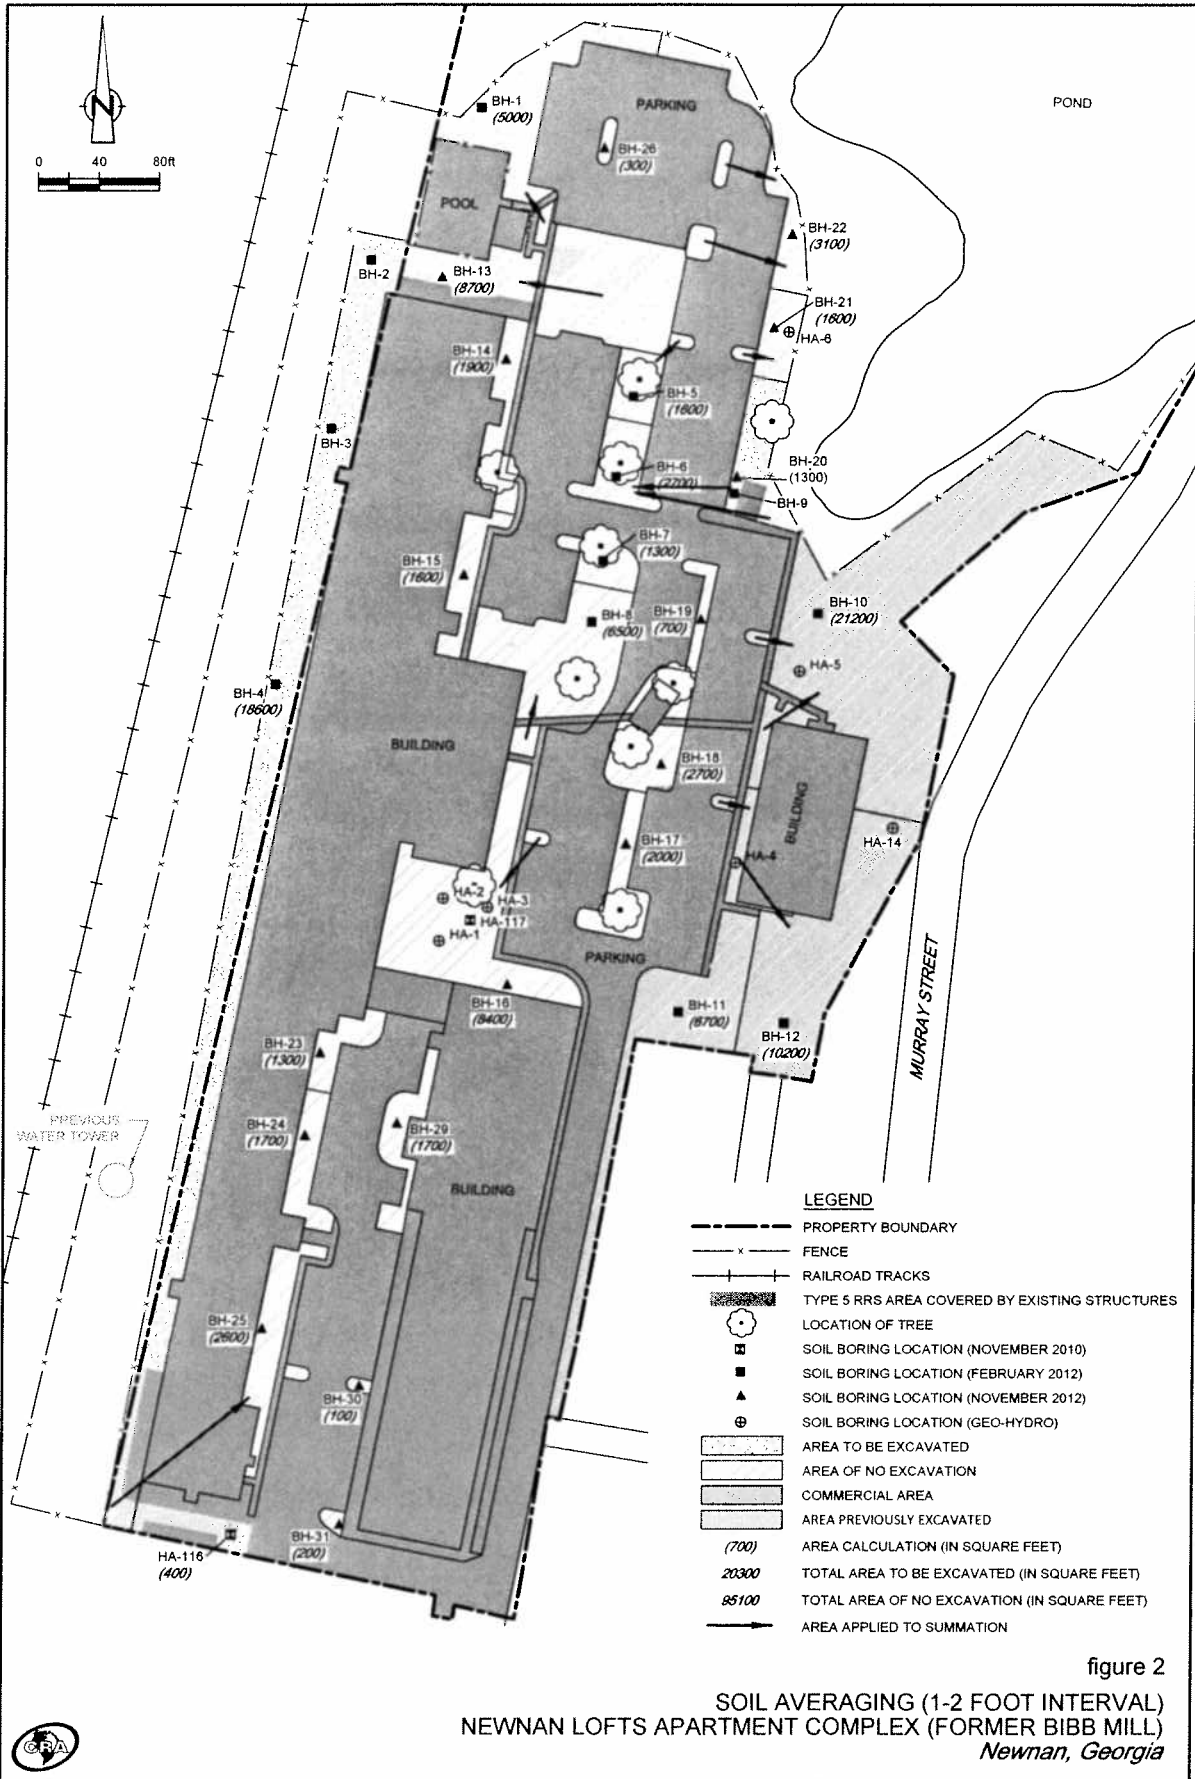 BH-1
(5000)
PARKING
POND
N
0 40 80ft
BH-26
(300)
POOL
BH-22
(3100)
BH-2
BH-13
(8700)
BH-21
(1600)
HA-6
BH-14
(1900)
BH-5
(1600)
BH-3
BH-6
(2700)
BH-20
(1300)
BH-9
BH-7
(1300)
BH-15
(1600)
BH-8
(6500)
BH-19
(700)
BH-10
(21200)
HA-5
BH-4
(18600)
BUILDING
BH-18
(2700)
BUILDING
BH-17
(2000)
HA-4
HA-14
HA-2
HA-3
HA-117
HA-1
PARKING
MURRAY STREET
BH-16
(8400)
BH-11
(6700)
BH-12
(10200)
BH-23
(1300)
PREVIOUS
WATER TOWER
BH-24
(1700)
BH-29
(1700)
BUILDING
BH-25
(2600)
BH-30
(100)
BH-31
(200)
HA-116
(400)
LEGEND
PROPERTY BOUNDARY
x x FENCE
RAILROAD TRACKS
TYPE 5 RRS AREA COVERED BY EXISTING STRUCTURES
LOCATION OF TREE
SOIL BORING LOCATION (NOVEMBER 2010)
SOIL BORING LOCATION (FEBRUARY 2012)
SOIL BORING LOCATION (NOVEMBER 2012)
SOIL BORING LOCATION (GEO-HYDRO)
AREA TO BE EXCAVATED
AREA OF NO EXCAVATION
COMMERCIAL AREA
AREA PREVIOUSLY EXCAVATED
(700) AREA CALCULATION (IN SQUARE FEET)
20300 TOTAL AREA TO BE EXCAVATED (IN SQUARE FEET)
95100 TOTAL AREA OF NO EXCAVATION (IN SQUARE FEET)
AREA APPLIED TO SUMMATION
figure 2
SOIL AVERAGING (1-2 FOOT INTERVAL)
NEWNAN LOFTS APARTMENT COMPLEX (FORMER BIBB MILL)
Newnan, Georgia
CRA